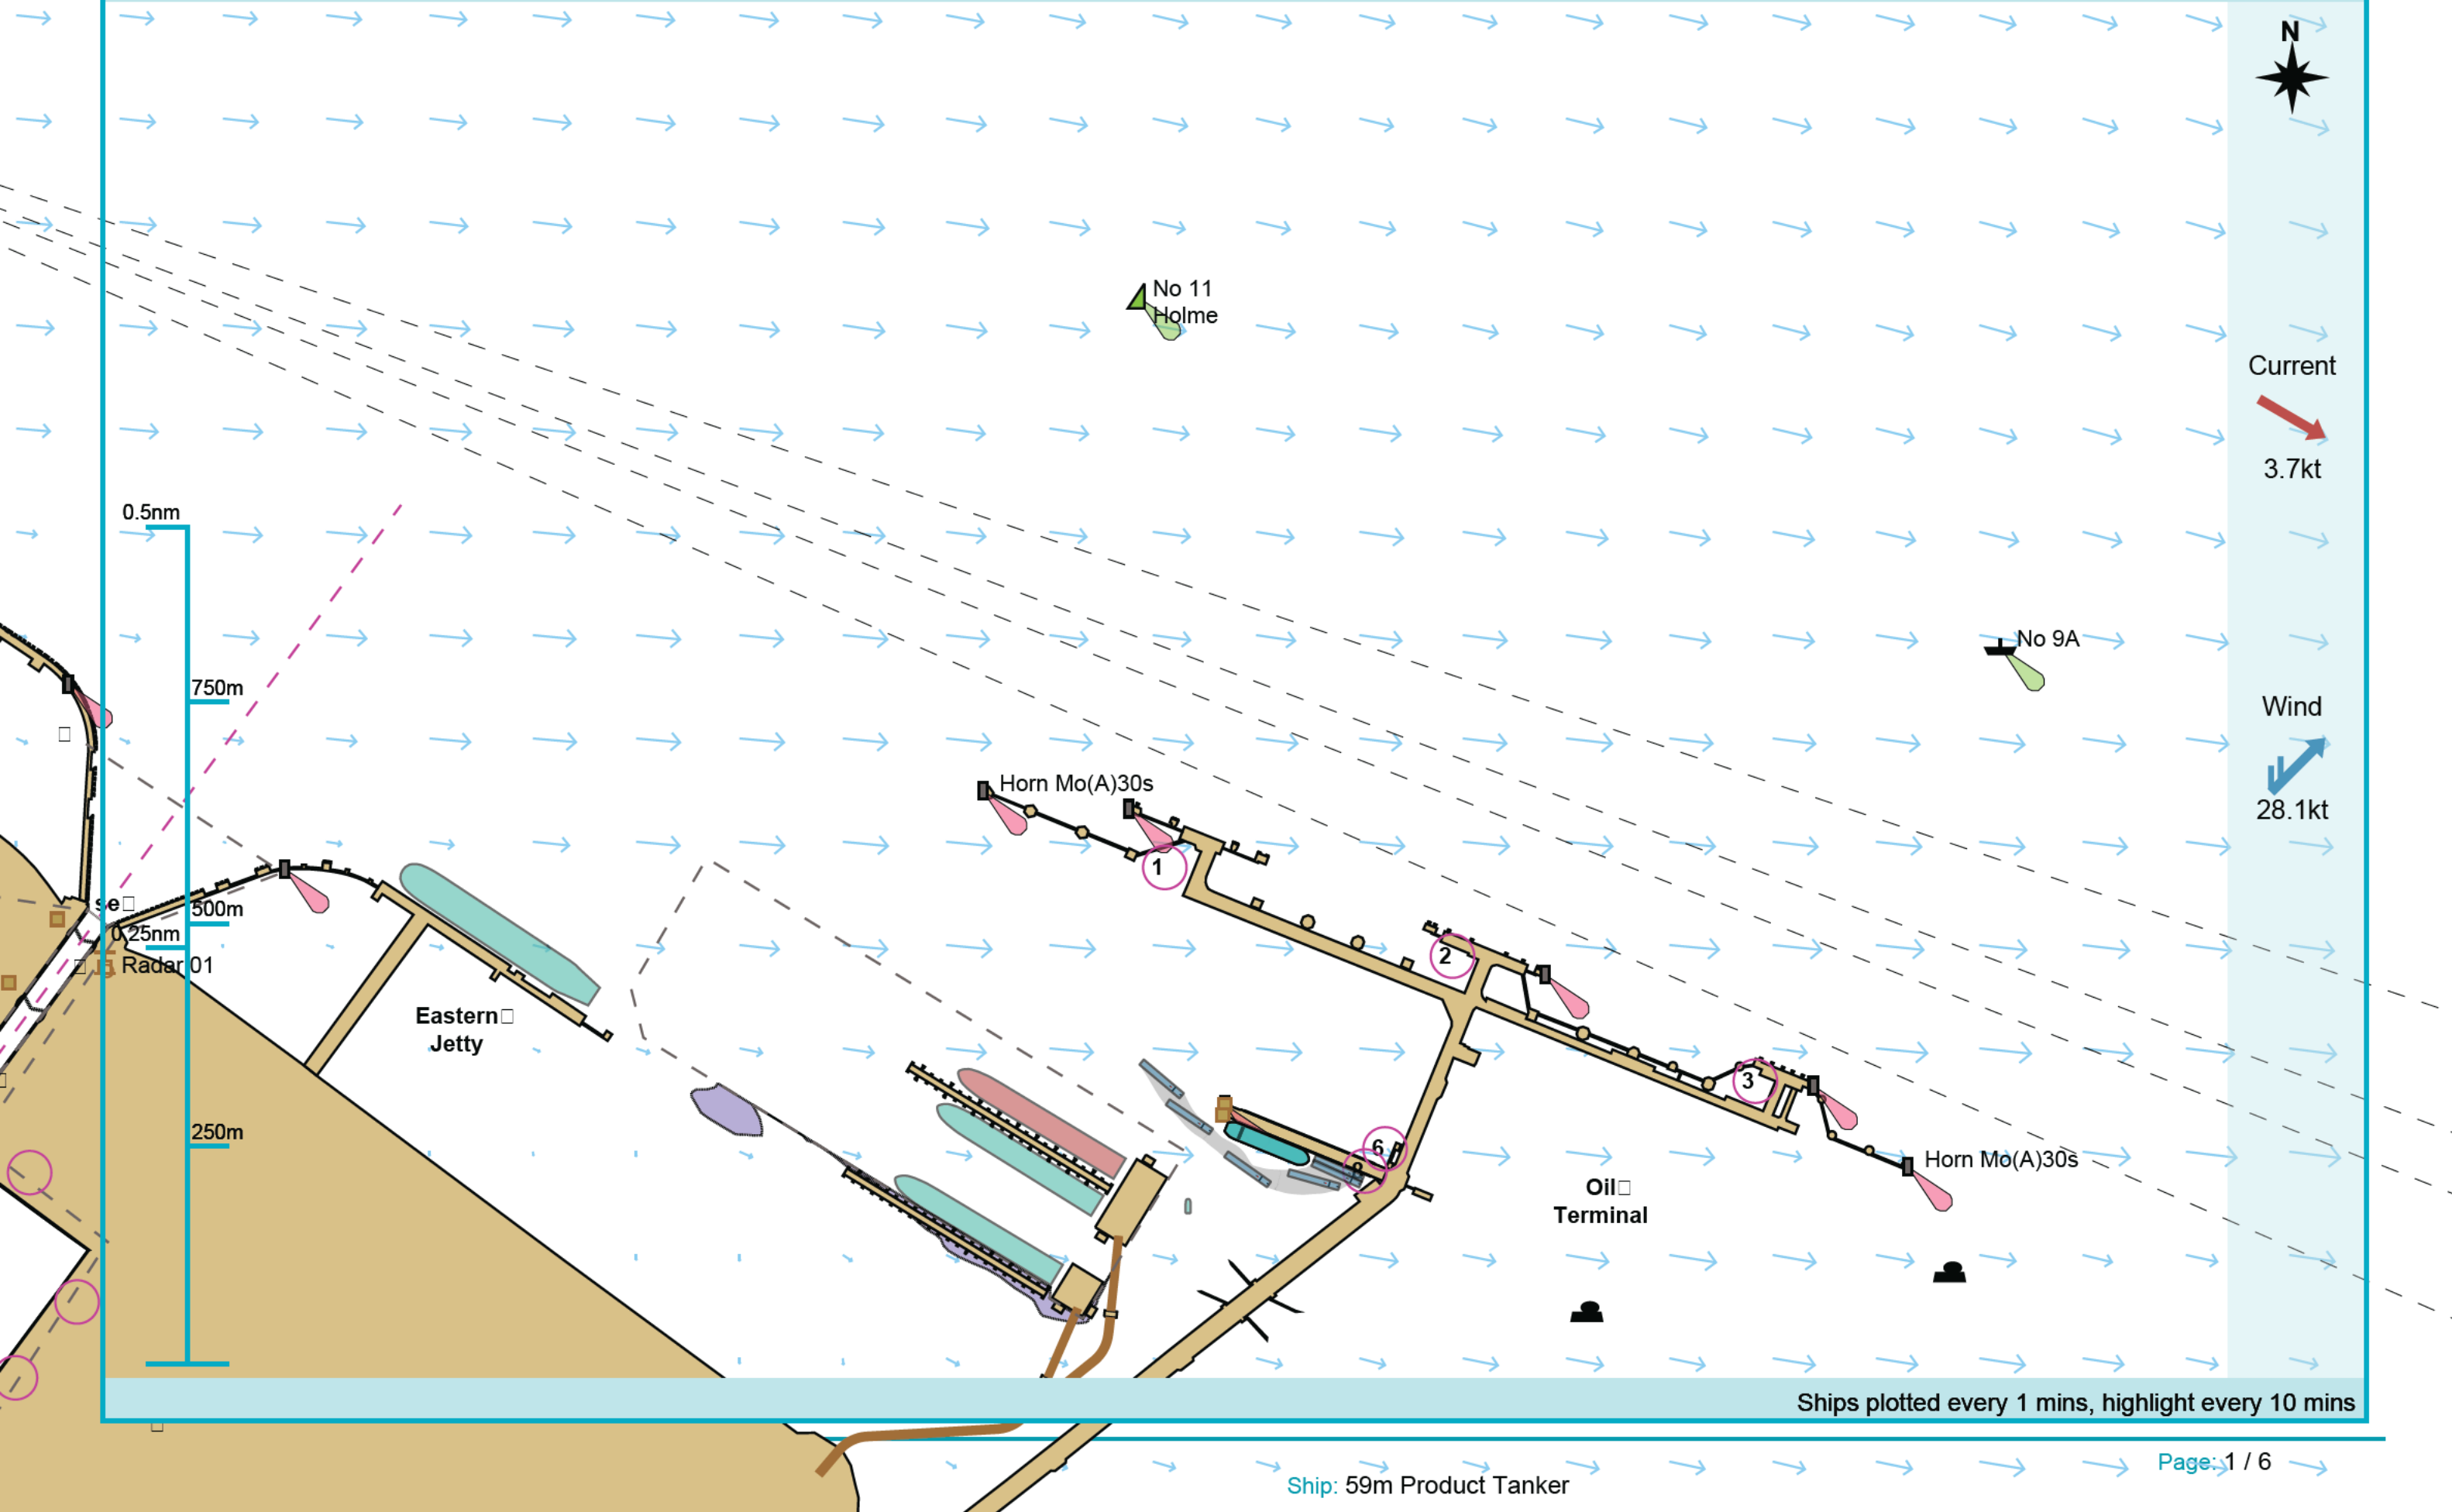 N
No 11
Holme
Current
3.7kt
0.5nm
No 9A
750m
Wind
28.1kt
Horn Mo(A)30s
1
se
500m
0.25nm
Radar 01
2
Eastern
Jetty
3
250m
6
8
Horn Mo(A)30s
Oil
Terminal
Ships plotted every 1 mins, highlight every 10 mins
Page: 1 / 6
Ship: 59m Product Tanker